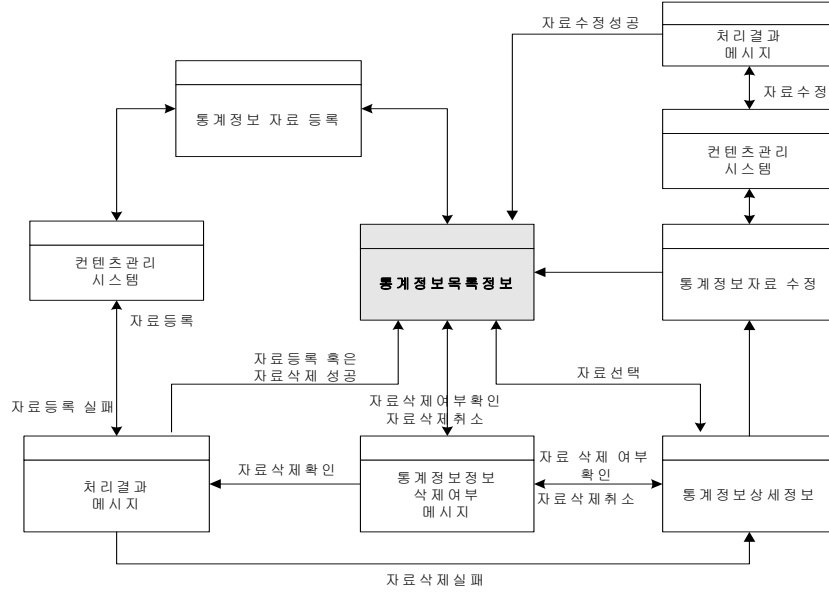 자료수정성공
처리결과
메시지
자료수정
통계정보 자료 등록
컨텐츠관리
시스템
컨텐츠관리
시스템
통계정보목록정보
통계정보자료 수정
자료등록
자료등록 혹은
자료삭제 성공
자료선택
자료등록 실패
자료삭제여부확인
자료삭제취소
처리결과
메시지
자료삭제확인
통계정보정보
삭제여부
메시지
자료 삭제 여부
확인
자료삭제취소
통계정보상세정보
자료삭제실패